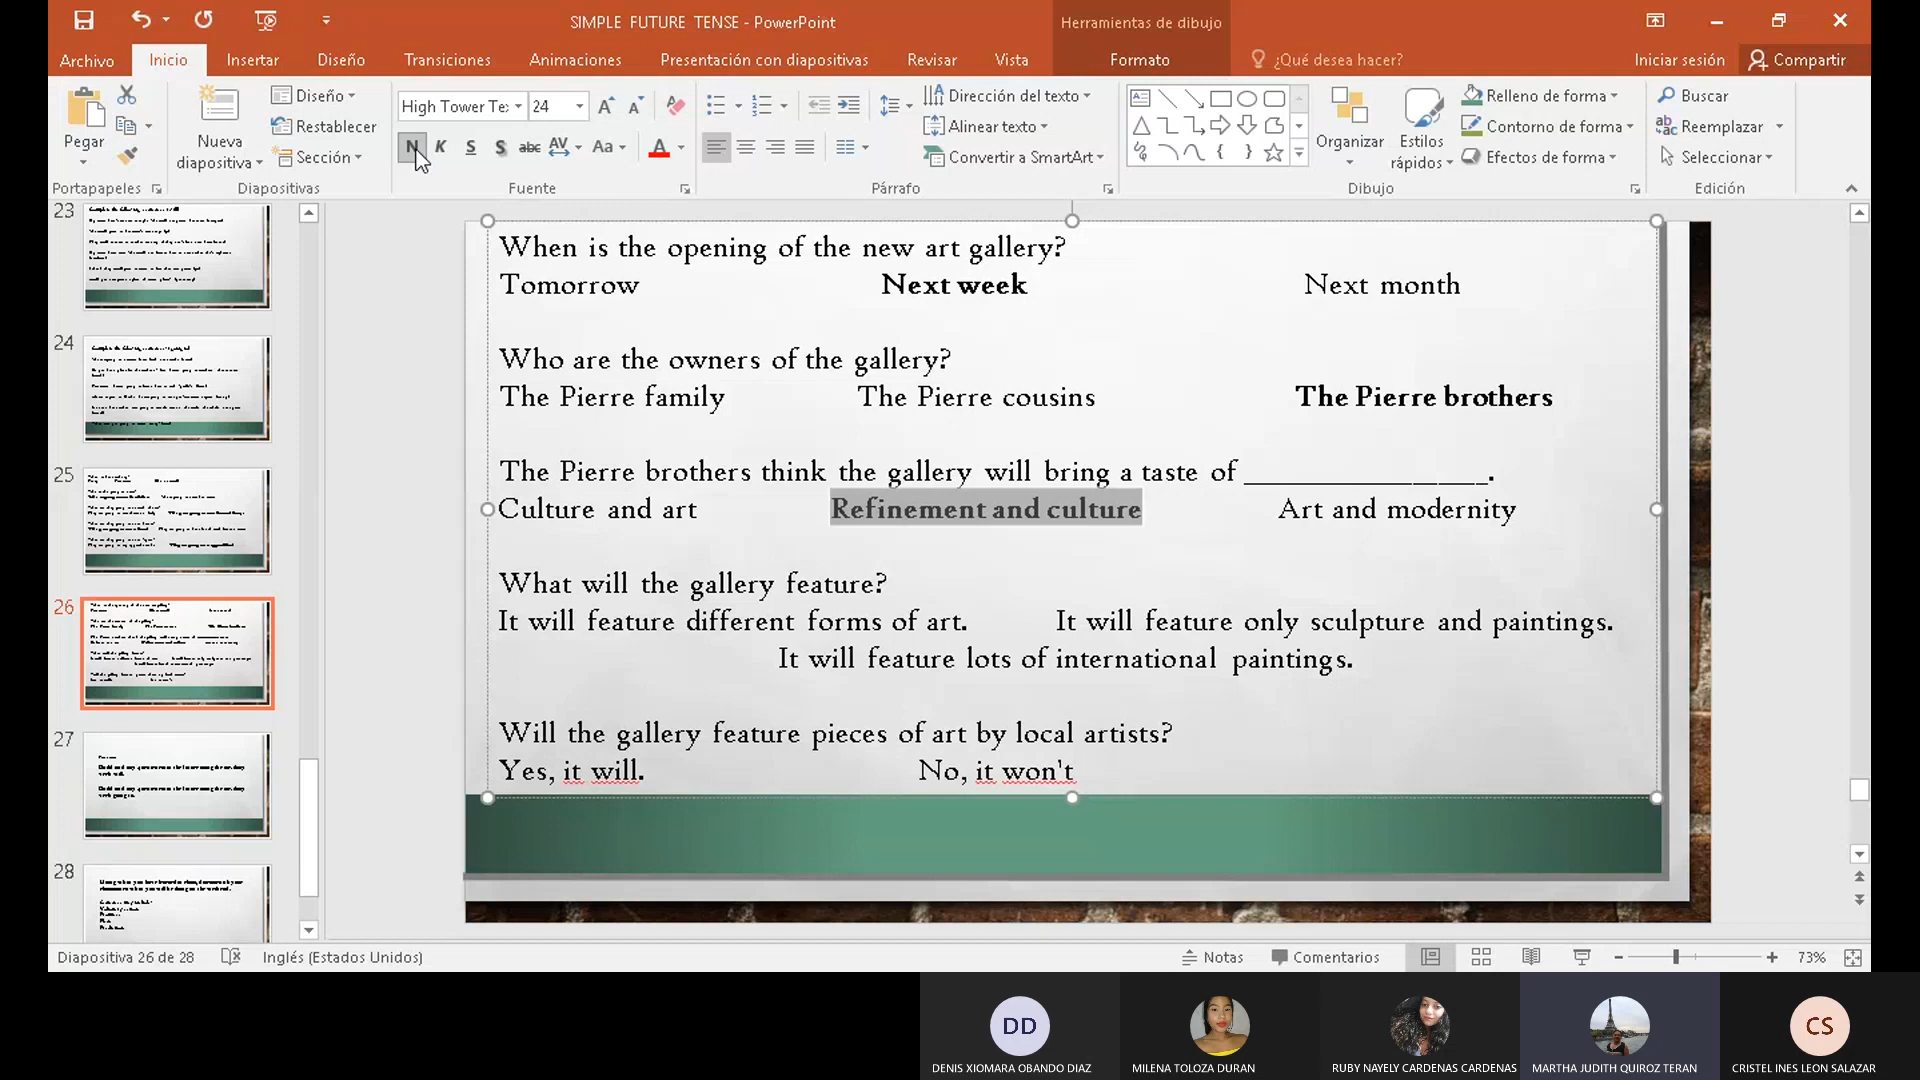 SIMPLE FUTURE TENSE - PowerPoint
Herramientas de dibujo
Archivo Inicio Insertar Diseño Transiciones Animaciones Presentación con diapositivas Revisar Vista Formato ¿Qué desea hacer? Iniciar sesión Compartir
Pegar
Nueva diapositiva
Diseño
Restablecer
Sección
High Tower Te: 24
N K S S abc AV Aa A
Dirección del texto
Alinear texto
Convertir a SmartArt
Organizar
Estilos rápidos
Relleno de forma
Contorno de forma
Efectos de forma
Buscar
Reemplazar
Seleccionar
Portapapeles Diapositivas Fuente Párrafo Dibujo Edición
23
24
25
26
27
28
When is the opening of the new art gallery?
Tomorrow Next week Next month
Who are the owners of the gallery?
The Pierre family The Pierre cousins The Pierre brothers
The Pierre brothers think the gallery will bring a taste of ________________.
Culture and art Refinement and culture Art and modernity
What will the gallery feature?
It will feature different forms of art. It will feature only sculpture and paintings.
It will feature lots of international paintings.
Will the gallery feature pieces of art by local artists?
Yes, it will. No, it won't
Diapositiva 26 de 28 Inglés (Estados Unidos) Notas Comentarios 73%
DD CS
DENIS XIOMARA OBANDO DIAZ MILENA TOLOZA DURAN RUBY NAYELY CARDENAS CARDENAS MARTHA JUDITH QUIROZ TERAN CRISTEL INES LEON SALAZAR